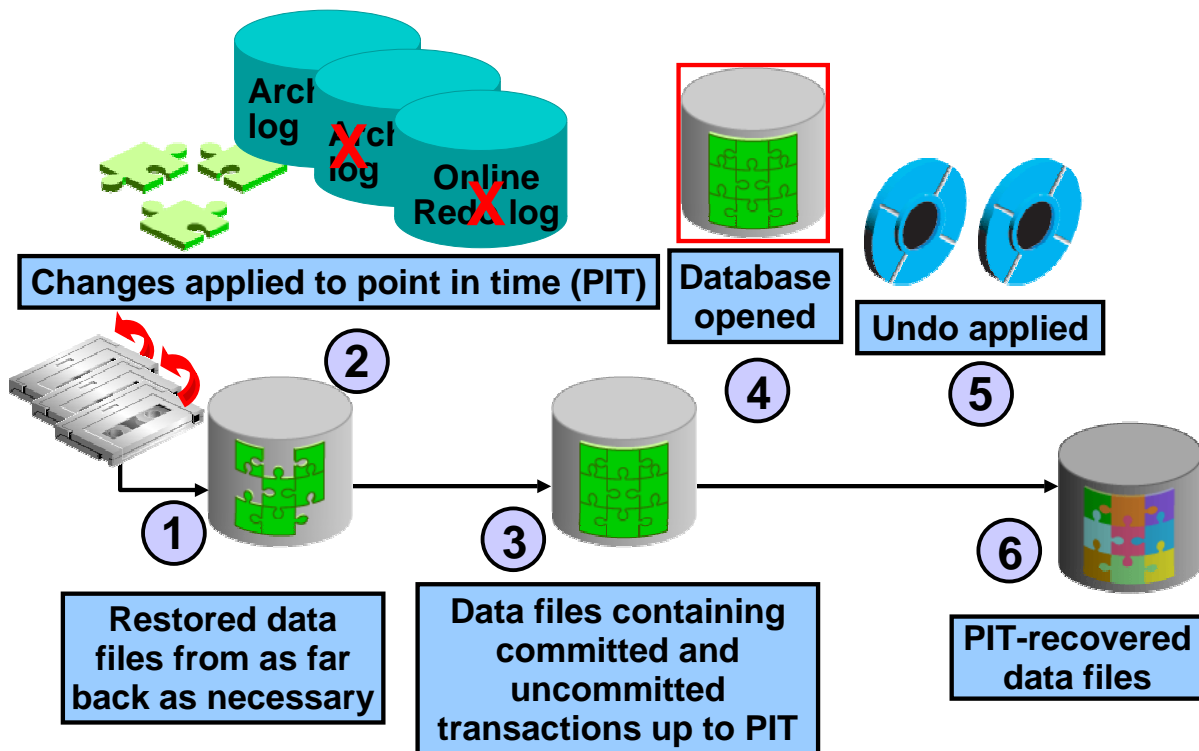 Arch
log
Arch
log
Online
Redo log
X
X
Changes applied to point in time (PIT)
Database
opened
Undo applied
2
4
5
1
3
6
Restored data
files from as far
back as necessary
Data files containing
committed and
uncommitted
transactions up to PIT
PIT-recovered
data files